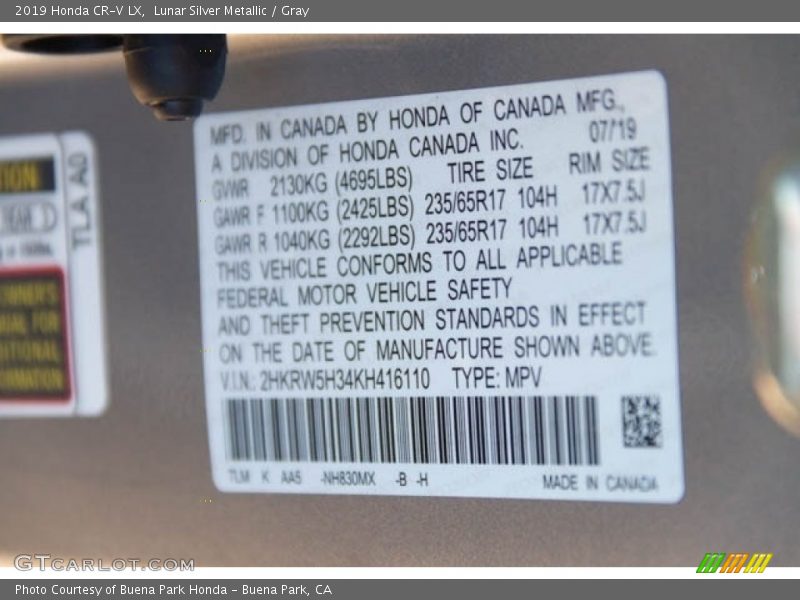 2019 Honda CR-V LX,  Lunar Silver Metallic / Gray
MFD. IN CANADA BY HONDA OF CANADA MFG.,
A DIVISION OF HONDA CANADA INC. 07/19
GVWR 2130KG (4695LBS) TIRE SIZE RIM SIZE
GAWR F 1100KG (2425LBS) 235/65R17 104H 17X7.5J
GAWR R 1040KG (2292LBS) 235/65R17 104H 17X7.5J
THIS VEHICLE CONFORMS TO ALL APPLICABLE
FEDERAL MOTOR VEHICLE SAFETY
AND THEFT PREVENTION STANDARDS IN EFFECT
ON THE DATE OF MANUFACTURE SHOWN ABOVE.
V.I.N.: 2HKRW5H34KH416110 TYPE: MPV
TLM K AA5 -NH830MX -B -H MADE IN CANADA
TLA A0
GTCARLOT.COM
Photo Courtesy of Buena Park Honda – Buena Park, CA